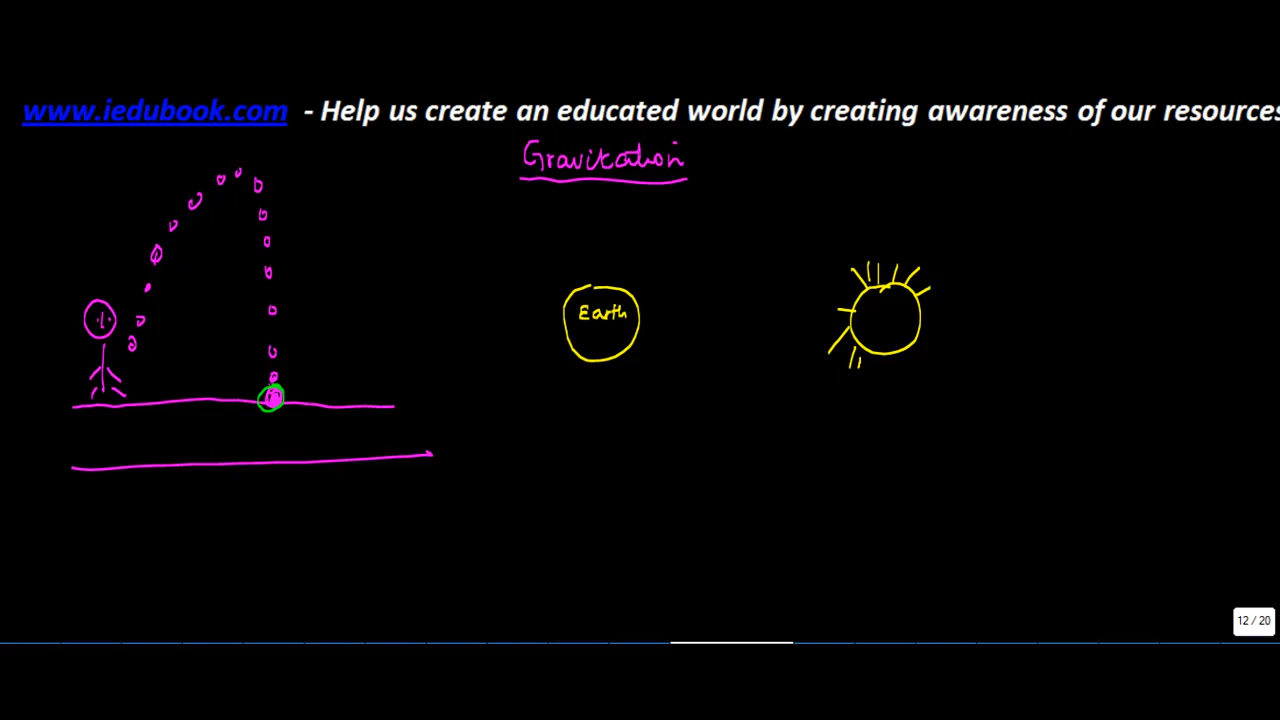 www.iedubook.com - Help us create an educated world by creating awareness of our resources
Gravitation
Earth
12 / 20